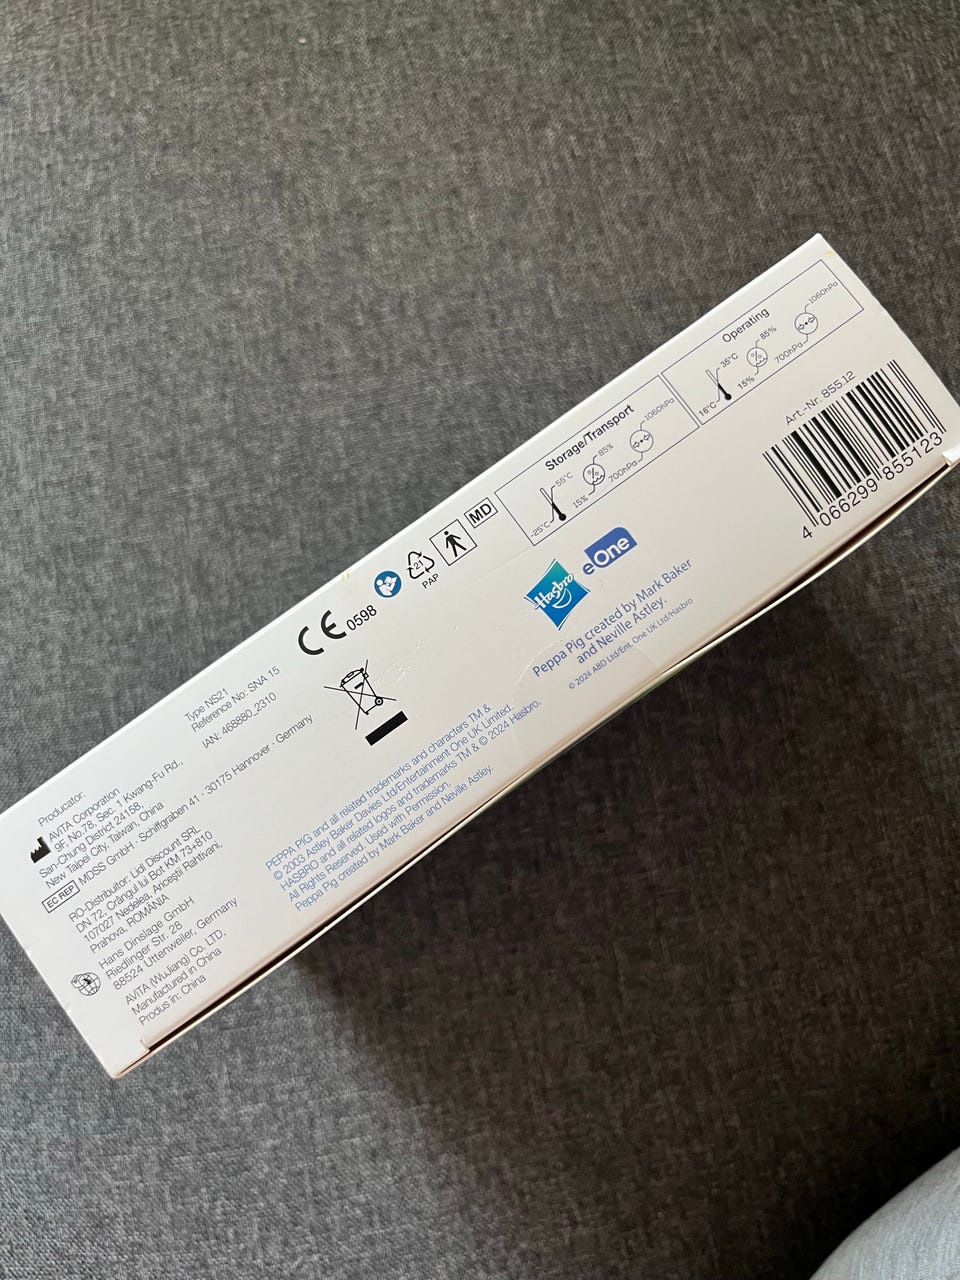 Producator:
AVITA Corporation
9F, No.78, Sec. 1 Kwang-Fu Rd.,
San-Chung District 24158,
New Taipei City, Taiwan, China
EC REP MDSS GmbH · Schiffgraben 41 · 30175 Hannover · Germany
RO-Distribuitor: Lidl Discount SRL
DN 72, Crângul lui Bot KM 73+810
107027 Nedelea, Aricestii Rahtivani,
Prahova, ROMÂNIA
Hans Dinslage GmbH
Riedlinger Str. 28
88524 Uttenweiler, Germany
AVITA (WuJiang) Co. LTD,
Manufactured in China
Produs in: China
Type NS21
Reference No: SNA 15
IAN: 468880_2310
CE 0598
21
PAP
MD
PEPPA PIG and all related trademarks and characters TM &
© 2003 Astley Baker Davies Ltd/Entertainment One UK Limited.
HASBRO and all related logos and trademarks TM & © 2024 Hasbro.
All Rights Reserved. Used with Permission.
Peppa Pig created by Mark Baker and Neville Astley.
Storage/Transport
-25°C
55°C
15%
%
85%
700hPa
1060hPa
Operating
16°C
35°C
15%
%
85%
700hPa
1060hPa
Hasbro
eOne
Peppa Pig created by Mark Baker
and Neville Astley.
© 2024 ABD Ltd/Ent. One UK Ltd/Hasbro
Art.-Nr. 855.12
4 066299 855123